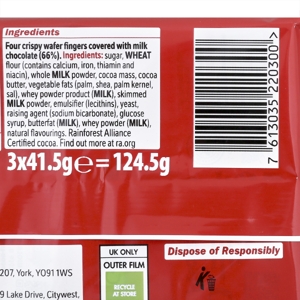 Ingredients
Four crispy wafer fingers covered with milk
chocolate (66%). Ingredients: sugar, WHEAT
flour (contains calcium, iron, thiamin and
niacin), whole MILK powder, cocoa mass, cocoa
butter, vegetable fats (palm, shea, palm kernel,
sal), whey powder product (MILK), skimmed
MILK powder, emulsifier (lecithins), yeast,
raising agent (sodium bicarbonate), glucose
syrup, butterfat (MILK), whey powder (MILK),
natural flavourings. Rainforest Alliance
Certified cocoa. Find out more at ra.org
3x41.5g℮= 124.5g
7 613035 220300 >
UK ONLY
OUTER FILM
RECYCLE
AT STORE
Dispose of Responsibly
207, York, YO91 1WS
9 Lake Drive, Citywest,